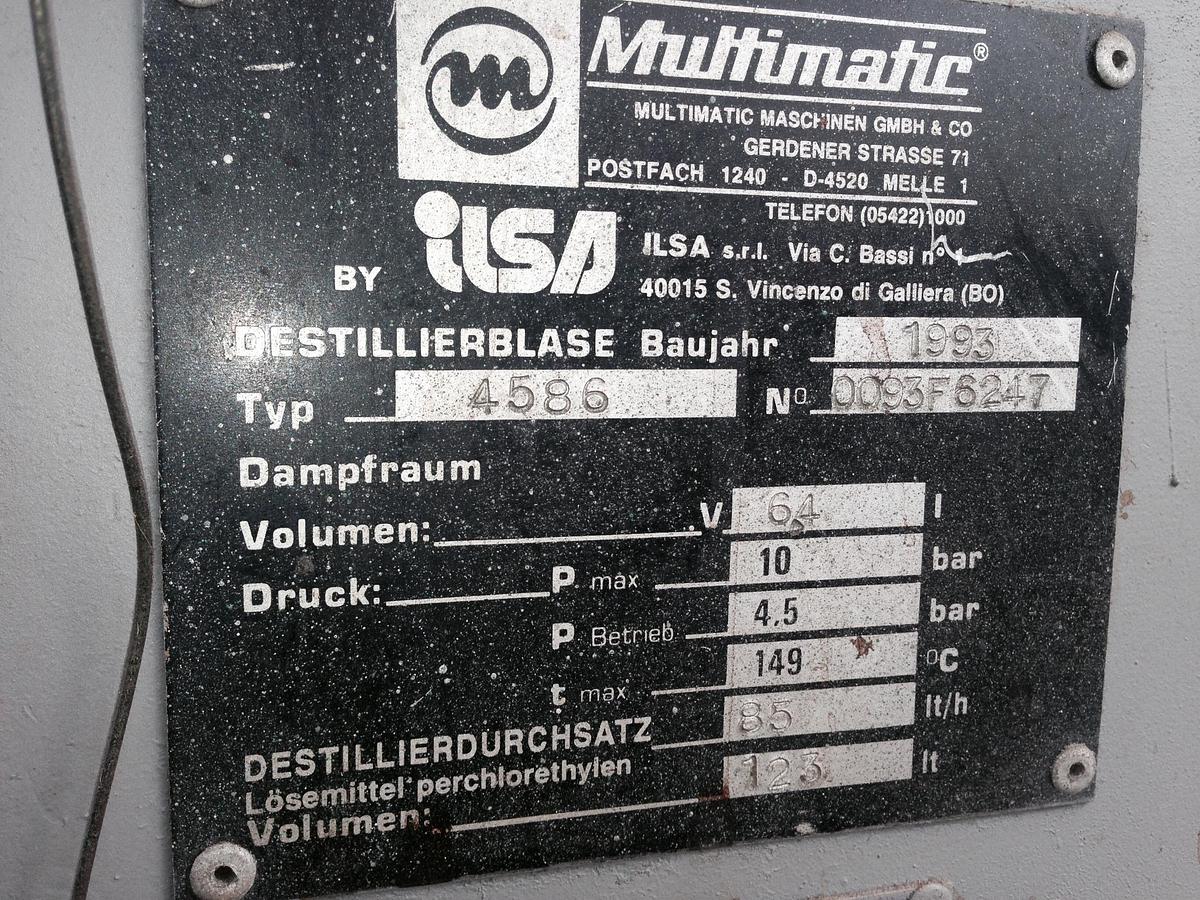 m Multimatic®
MULTIMATIC MASCHINEN GMBH & CO
GERDENER STRASSE 71
POSTFACH 1240 - D-4520 MELLE 1
TELEFON (05422)1000
BY ILSA
ILSA s.r.l. Via C. Bassi n°
40015 S. Vincenzo di Galliera (BO)
DESTILLIERBLASE Baujahr 1993
Typ 4586 No 0093F6247
Dampfraum
Volumen: V 64 l
Druck: P max 10 bar
P Betrieb 4.5 bar
t max 149 °C
DESTILLIERDURCHSATZ 85 lt/h
Lösemittel perchlorethylen
Volumen: 123 lt